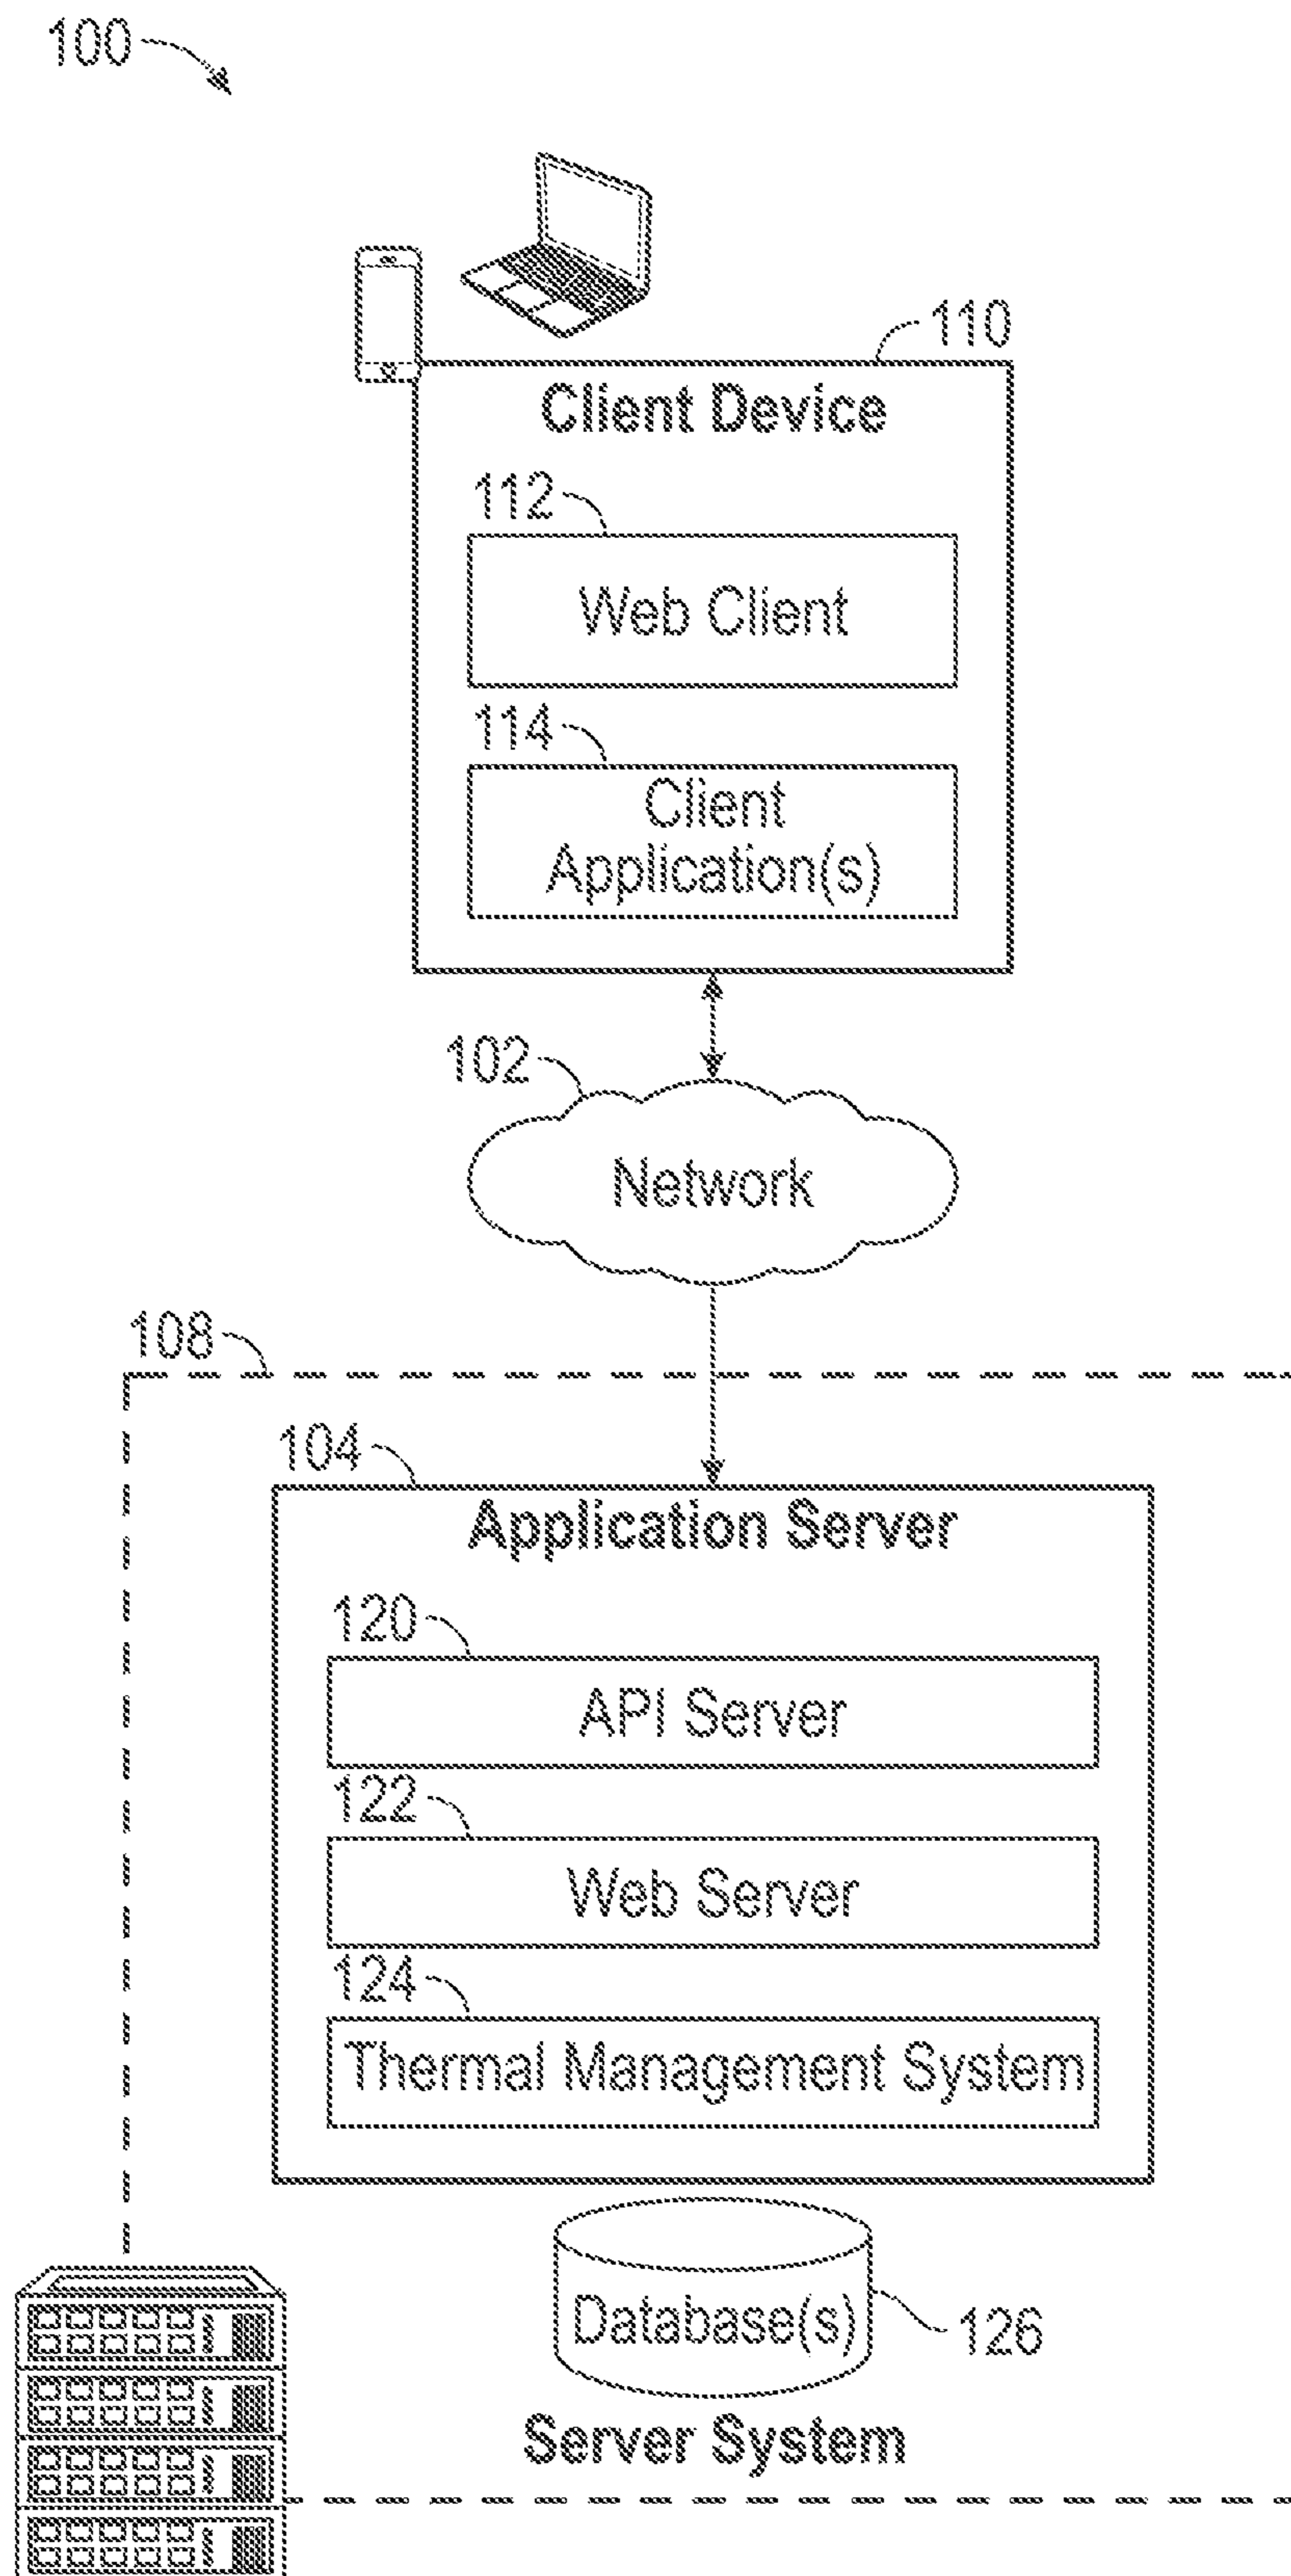 100
110
Client Device
112
Web Client
114
Client
Application(s)
102
Network
108
104
Application Server
120
API Server
122
Web Server
124
Thermal Management System
Database(s)
126
Server System